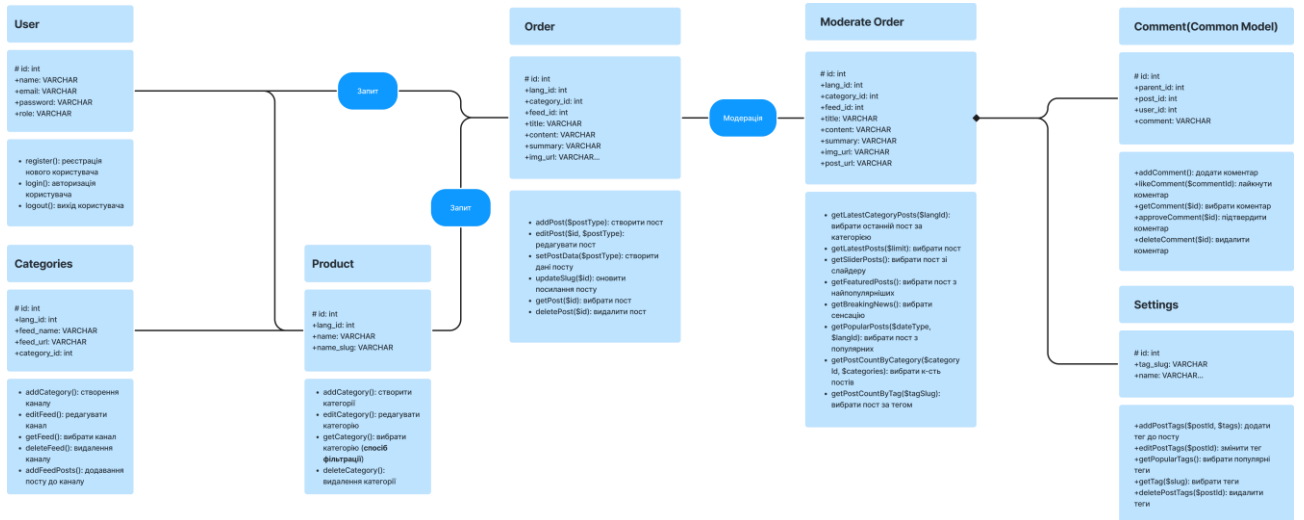 User
# id: int
+name: VARCHAR
+email: VARCHAR
+password: VARCHAR
+role: VARCHAR
register(): реєстрація
нового користувача
login(): авторизація
користувача
logout(): вихід користувача
Categories
# id: int
+lang_id: int
+feed_name: VARCHAR
+feed_url: VARCHAR
+category_id: int
addCategory(): створення
каналу
editFeed(): редагувати
канал
getFeed(): вибрати канал
deleteFeed(): видалення
каналу
addFeedPosts(): додавання
посту до каналу
Product
# id: int
+lang_id: int
+name: VARCHAR
+name_slug: VARCHAR
addCategory(): створити
категорії
editCategory(): редагувати
категорію
getCategory(): вибрати
категорію (спосіб
фільтрації)
deleteCategory():
видалення категорії
Запит
Запит
Order
# id: int
+lang_id: int
+category_id: int
+feed_id: int
+title: VARCHAR
+content: VARCHAR
+summary: VARCHAR
+img_url: VARCHAR...
addPost($postType): створити
пост
editPost($id, $postType):
редагувати пост
setPostData($postType): створити
дані посту
updateSlug($id): оновити
посилання посту
getPost($id): вибрати пост
deletePost($id): видалити пост
Модерація
Moderate Order
# id: int
+lang_id: int
+category_id: int
+feed_id: int
+title: VARCHAR
+content: VARCHAR
+summary: VARCHAR
+img_url: VARCHAR
+post_url: VARCHAR
getLatestCategoryPosts($langId):
вибрати останній пост за
категорією
getLatestPosts($limit): вибрати пост
getSliderPosts(): вибрати пост зі
слайдеру
getFeaturedPosts(): вибрати пост з
найпопулярніших
getBreakingNews(): вибрати
сенсацію
getPopularPosts($dateType,
$langId): вибрати пост з
популярних
getPostCountByCategory($category
Id, $categories): вибрати к-сть
постів
getPostCountByTag($tagSlug):
вибрати пост за тегом
Comment(Common Model)
# id: int
+parent_id: int
+post_id: int
+user_id: int
+comment: VARCHAR
+addComment(): додати коментар
+likeComment($commentId): лайкнути
коментар
+getComment($id): вибрати коментар
+approveComment($id): підтвердити
коментар
+deleteComment($id): видалити
коментар
Settings
# id: int
+tag_slug: VARCHAR
+name: VARCHAR...
+addPostTags($postId, $tags): додати
тег до посту
+editPostTags($postId): змінити тег
+getPopularTags(): вибрати популярні
теги
+getTag($slug): вибрати теги
+deletePostTags($postId): видалити
теги